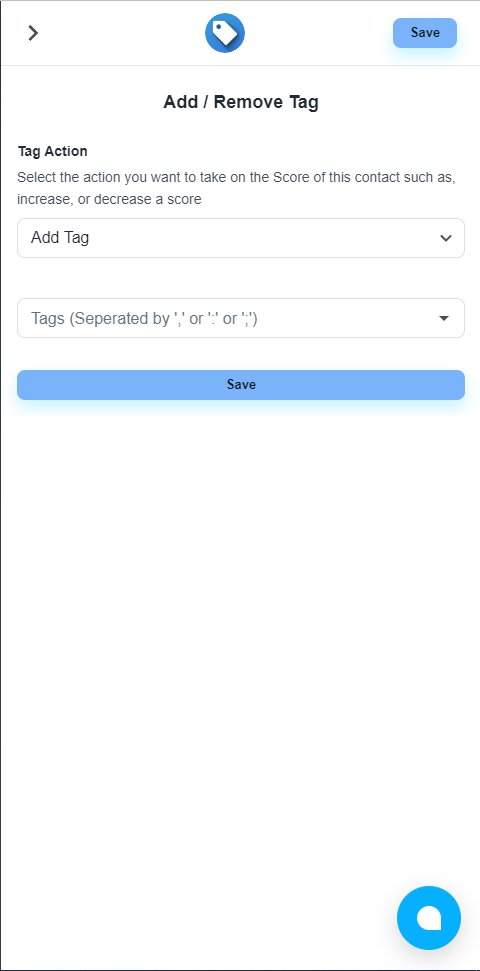 Save
Add / Remove Tag
Tag Action
Select the action you want to take on the Score of this contact such as,
increase, or decrease a score
Add Tag
Tags (Seperated by ',' or ':' or ';')
Save